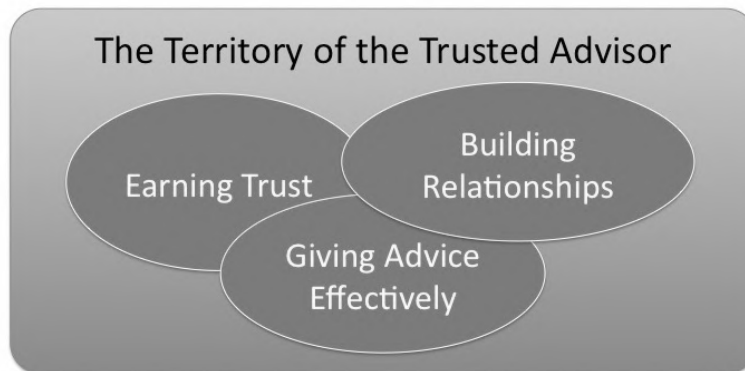 The Territory of the Trusted Advisor
Earning Trust
Building
Relationships
Giving Advice
Effectively